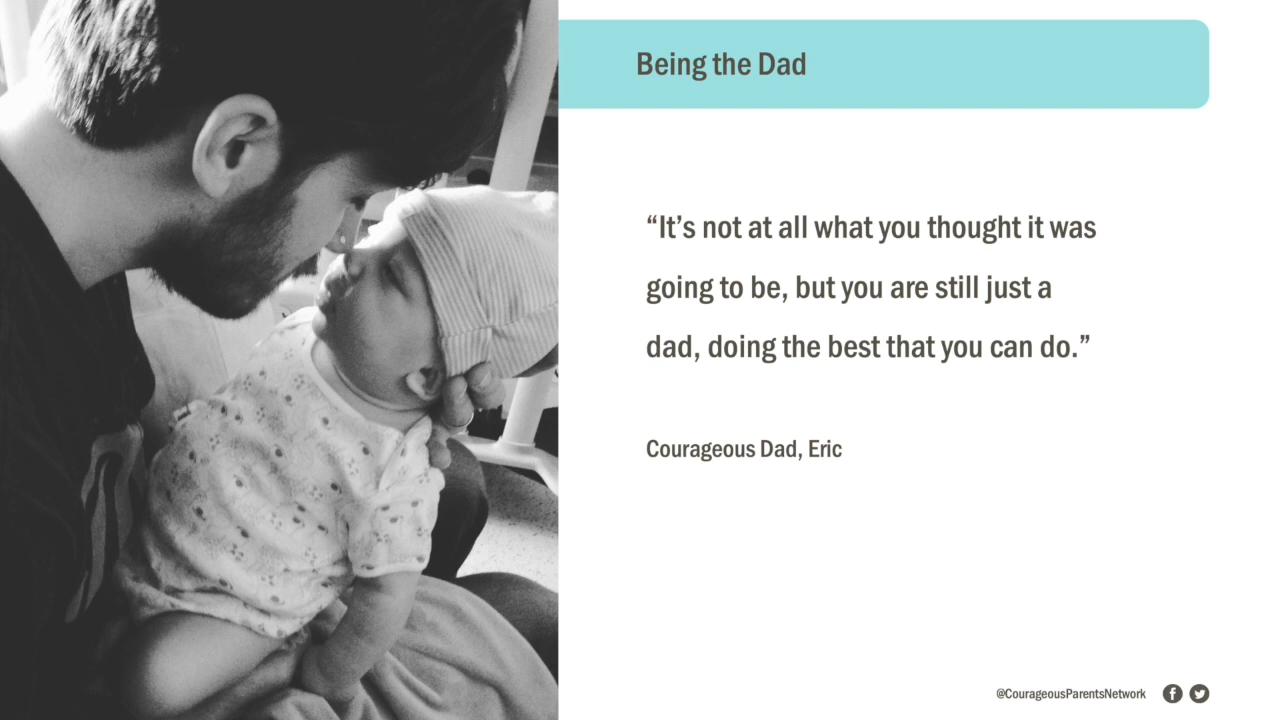 Being the Dad
“It’s not at all what you thought it was
going to be, but you are still just a
dad, doing the best that you can do.”
Courageous Dad, Eric
@CourageousParentsNetwork